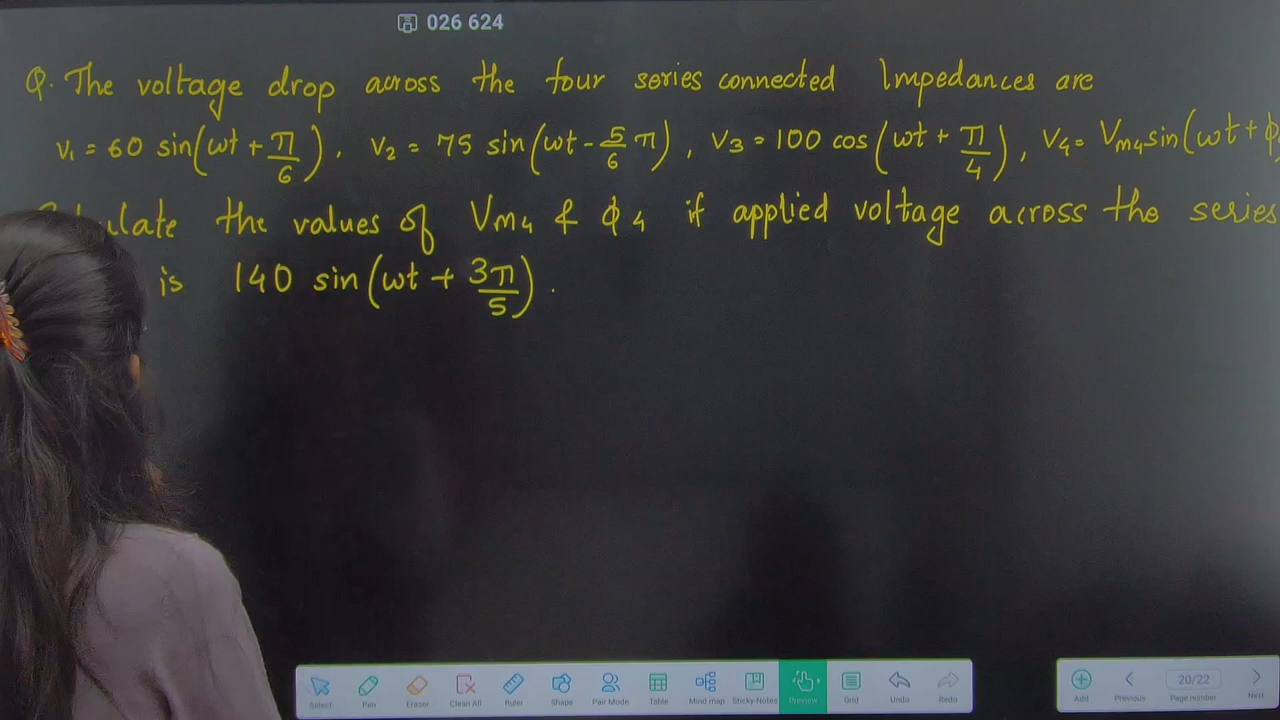 026 624
Q. The voltage drop across the four series connected Impedances are
v₁ = 60 sin(ωt + π/6), v₂ = 75 sin(ωt - 5/6 π), v₃ = 100 cos(ωt + π/4), v₄ = Vm₄ sin(ωt + ϕ
the values of Vm₄ & ϕ₄ if applied voltage across the series
is 140 sin(ωt + 3π/5).
Select Pen Eraser Clean All Ruler Shape Pair Mode Table Mind map Sticky Notes Preview Grid Undo Redo
Add Previous 20/22 Page number Next